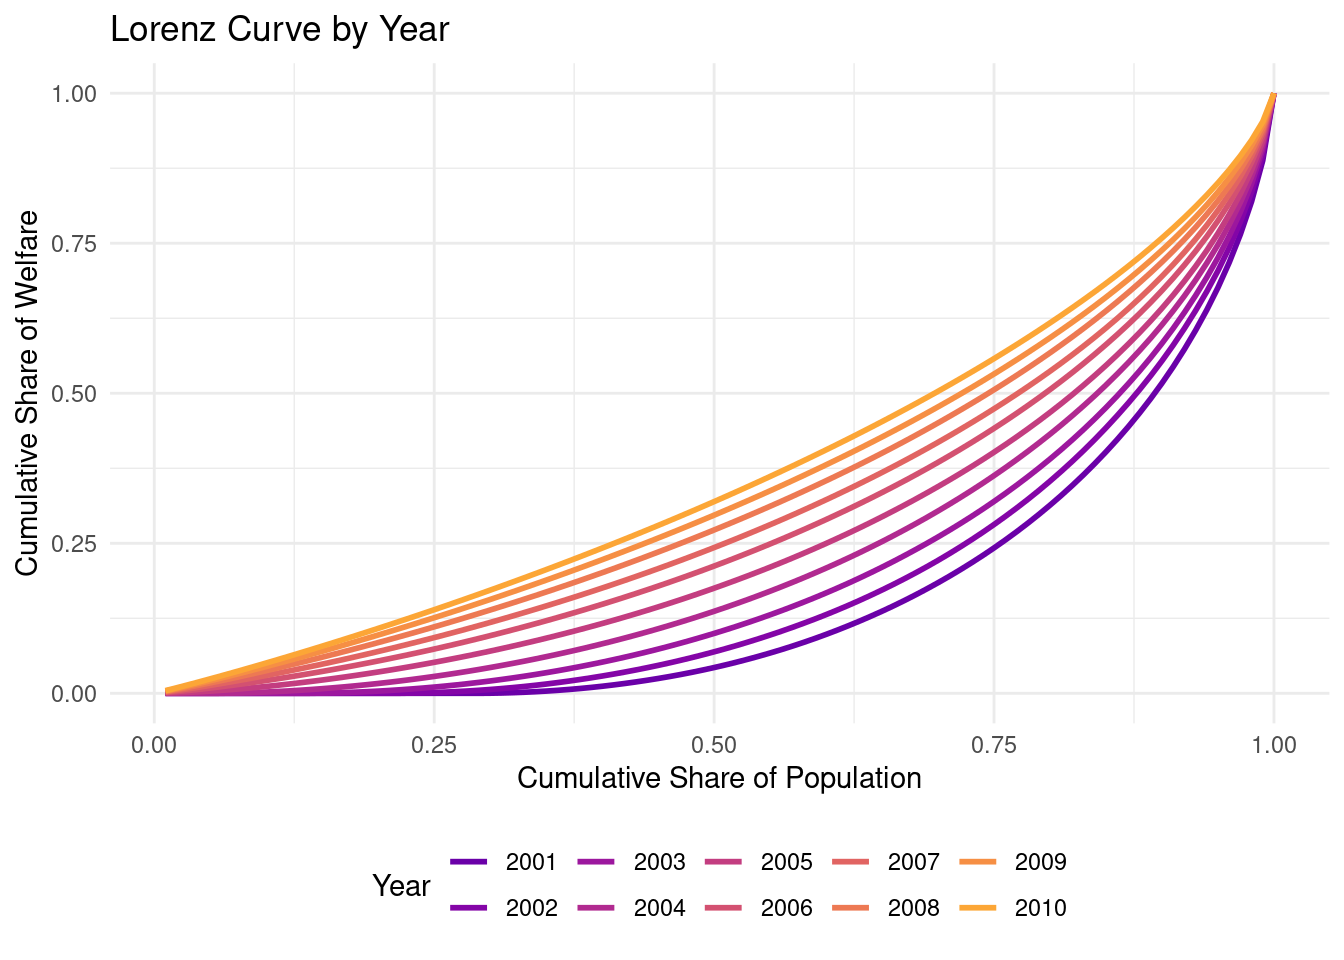 Lorenz Curve by Year
1.00
0.75
0.50
0.25
0.00
Cumulative Share of Welfare
0.00 0.25 0.50 0.75 1.00
Cumulative Share of Population
Year
2001 2003 2005 2007 2009
2002 2004 2006 2008 2010